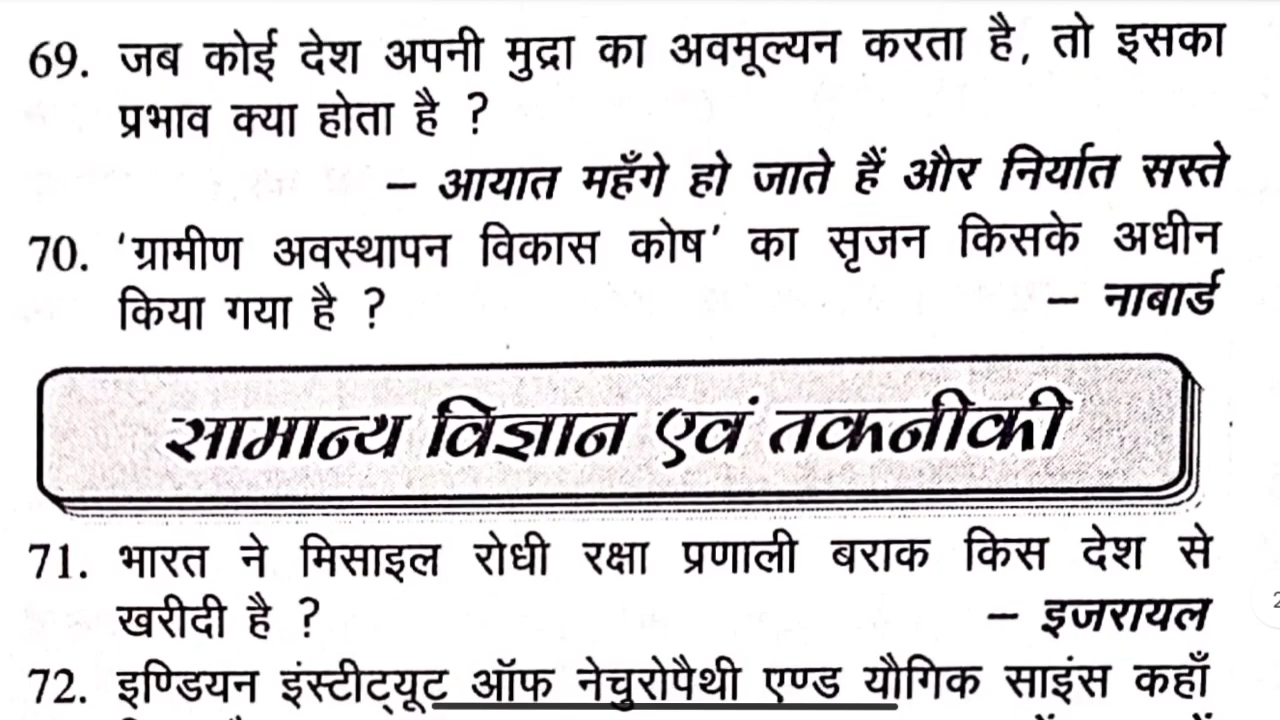 69. जब कोई देश अपनी मुद्रा का अवमूल्यन करता है, तो इसका
प्रभाव क्या होता है ?
– आयात महँगे हो जाते हैं और निर्यात सस्ते
70. 'ग्रामीण अवस्थापन विकास कोष' का सृजन किसके अधीन
किया गया है ? – नाबार्ड
सामान्य विज्ञान एवं तकनीकी
71. भारत ने मिसाइल रोधी रक्षा प्रणाली बराक किस देश से
खरीदी है ? – इजरायल
72. इण्डियन इंस्टीट्यूट ऑफ नेचुरोपैथी एण्ड यौगिक साइंस कहाँ